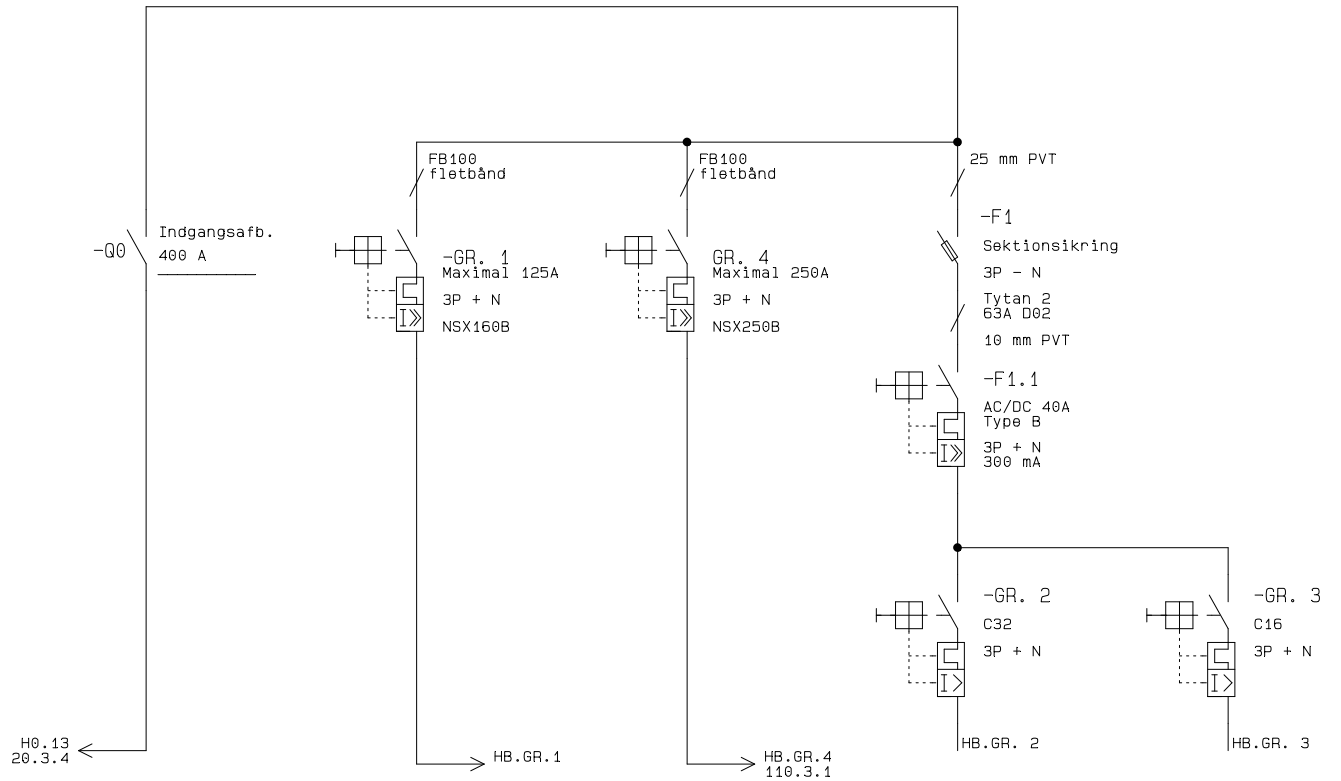 FB100
fletbånd
FB100
fletbånd
25 mm PVT
-Q0
Indgangsafb.
400 A
-GR. 1
Maximal 125A
3P + N
NSX160B
GR. 4
Maximal 250A
3P + N
NSX250B
-F1
Sektionsikring
3P - N
Tytan 2
63A D02
10 mm PVT
-F1.1
AC/DC 40A
Type B
3P + N
300 mA
-GR. 2
C32
3P + N
-GR. 3
C16
3P + N
H0.13
20.3.4
HB.GR.1
HB.GR.4
110.3.1
HB.GR. 2
HB.GR. 3